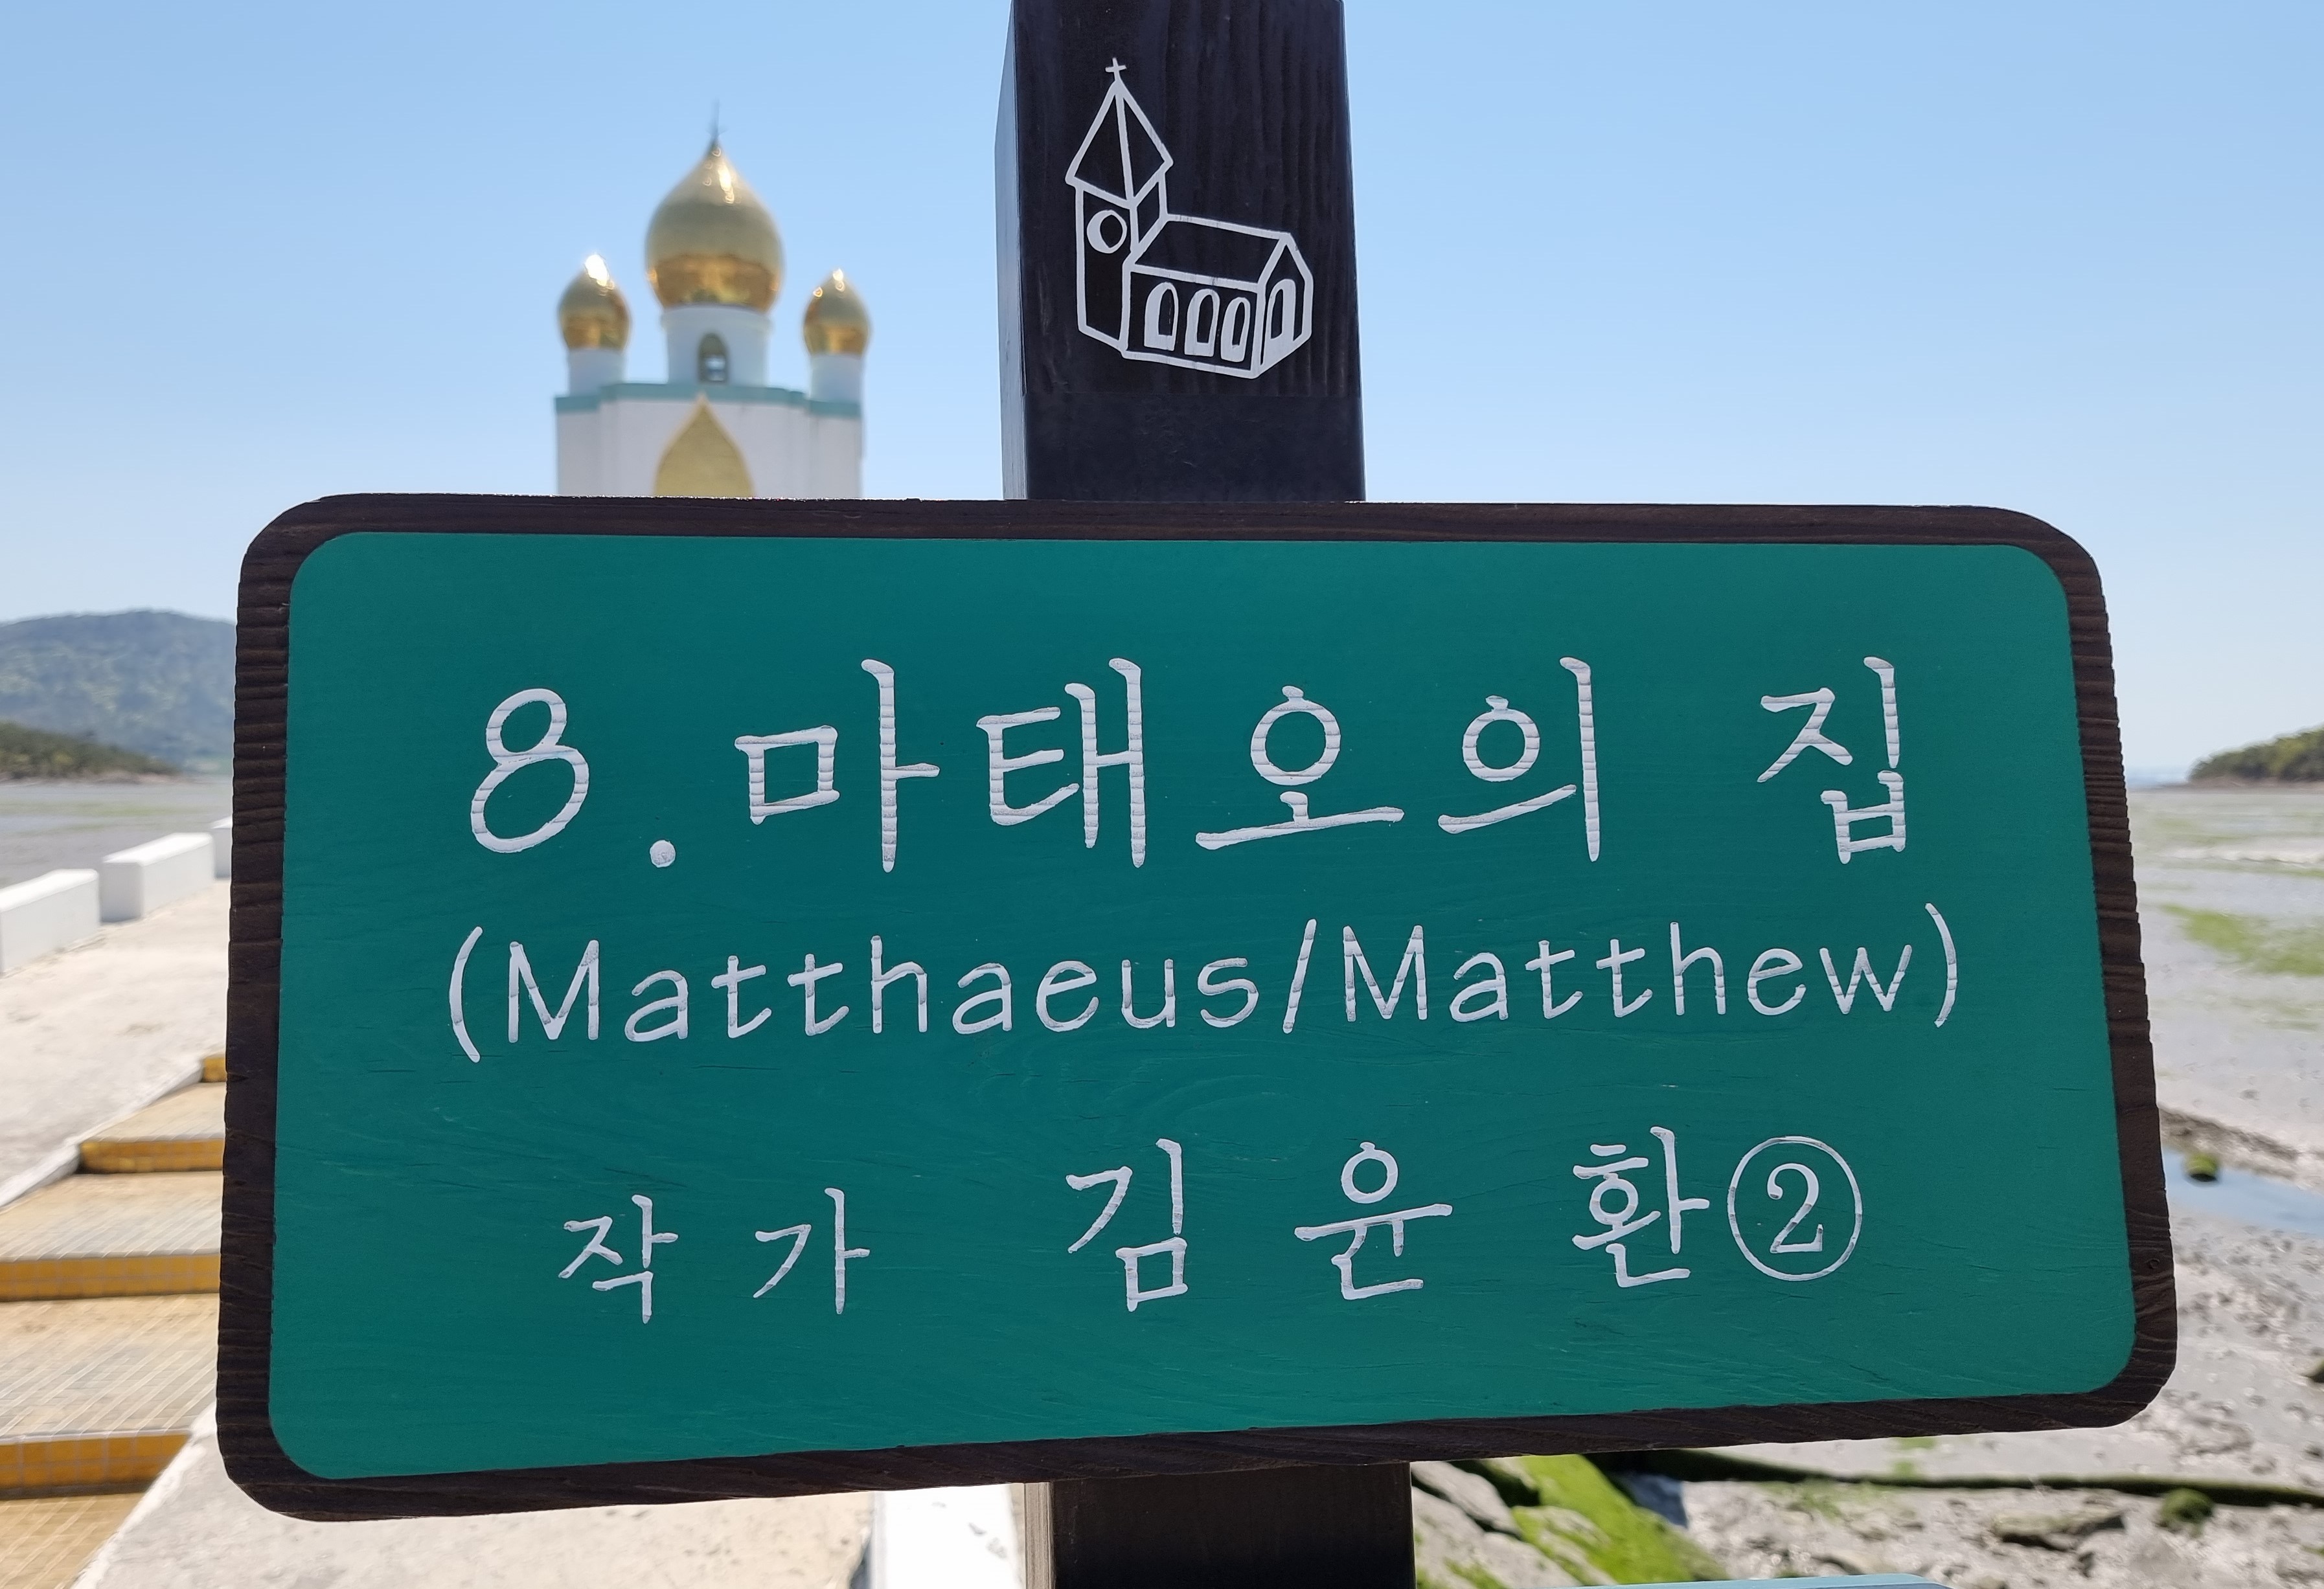 8. 마태오의 집
(Matthaeus/Matthew)
작가 김윤환②